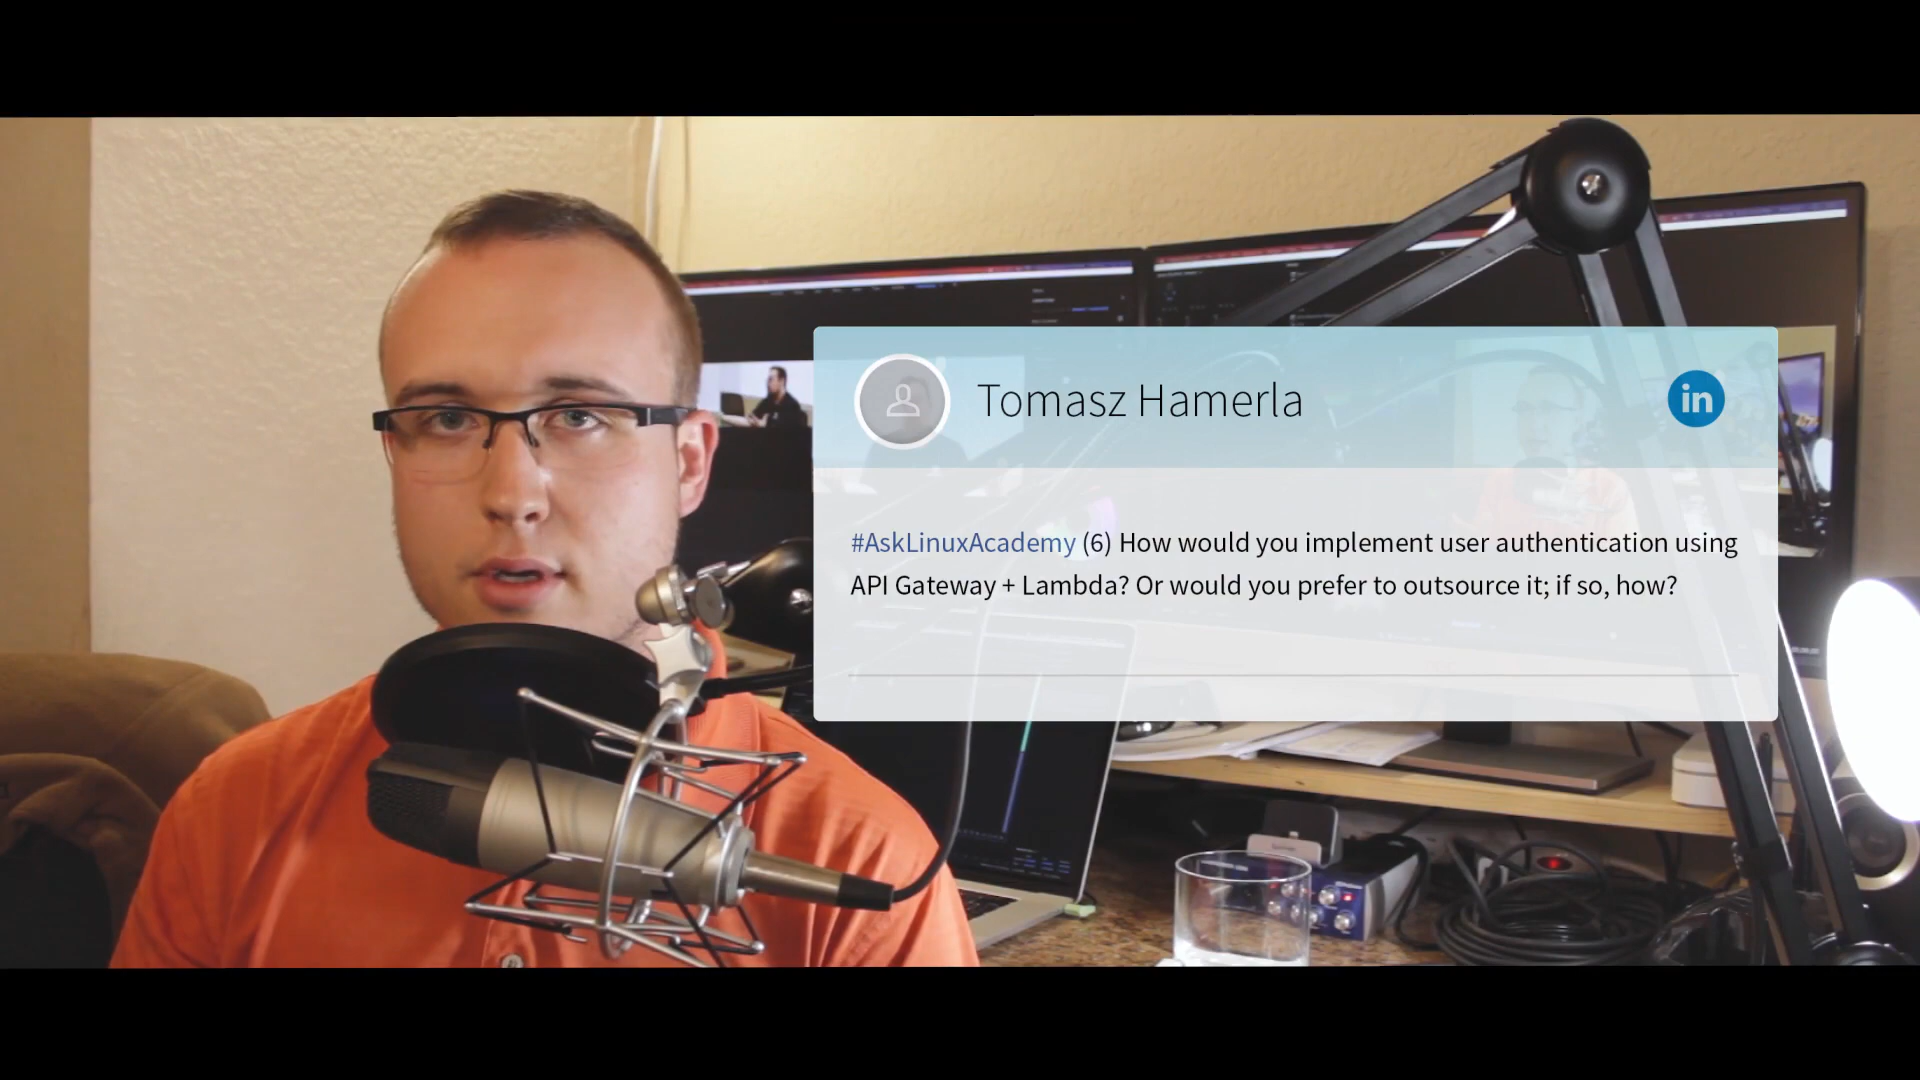 Tomasz Hamerla
in
#AskLinuxAcademy (6) How would you implement user authentication using
API Gateway + Lambda? Or would you prefer to outsource it; if so, how?